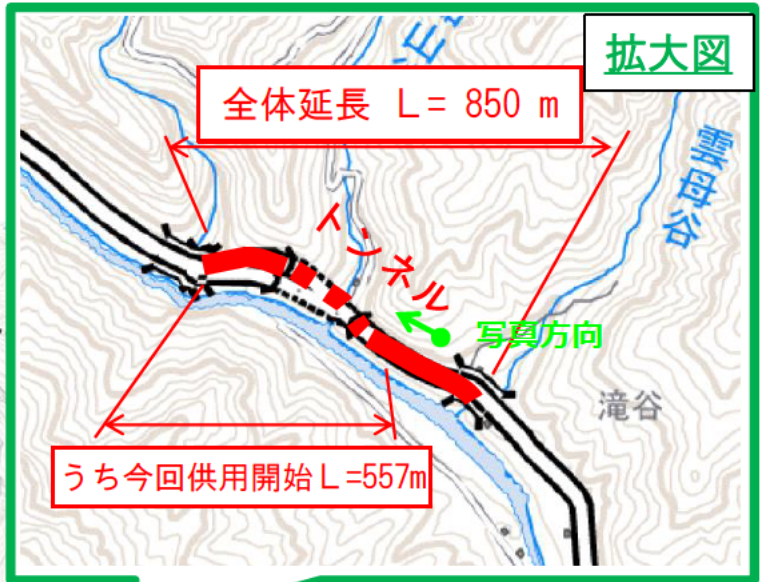 拡大図
全体延長 L= 850 m
雲母谷
トンネル
写真方向
滝谷
うち今回供用開始L=557m